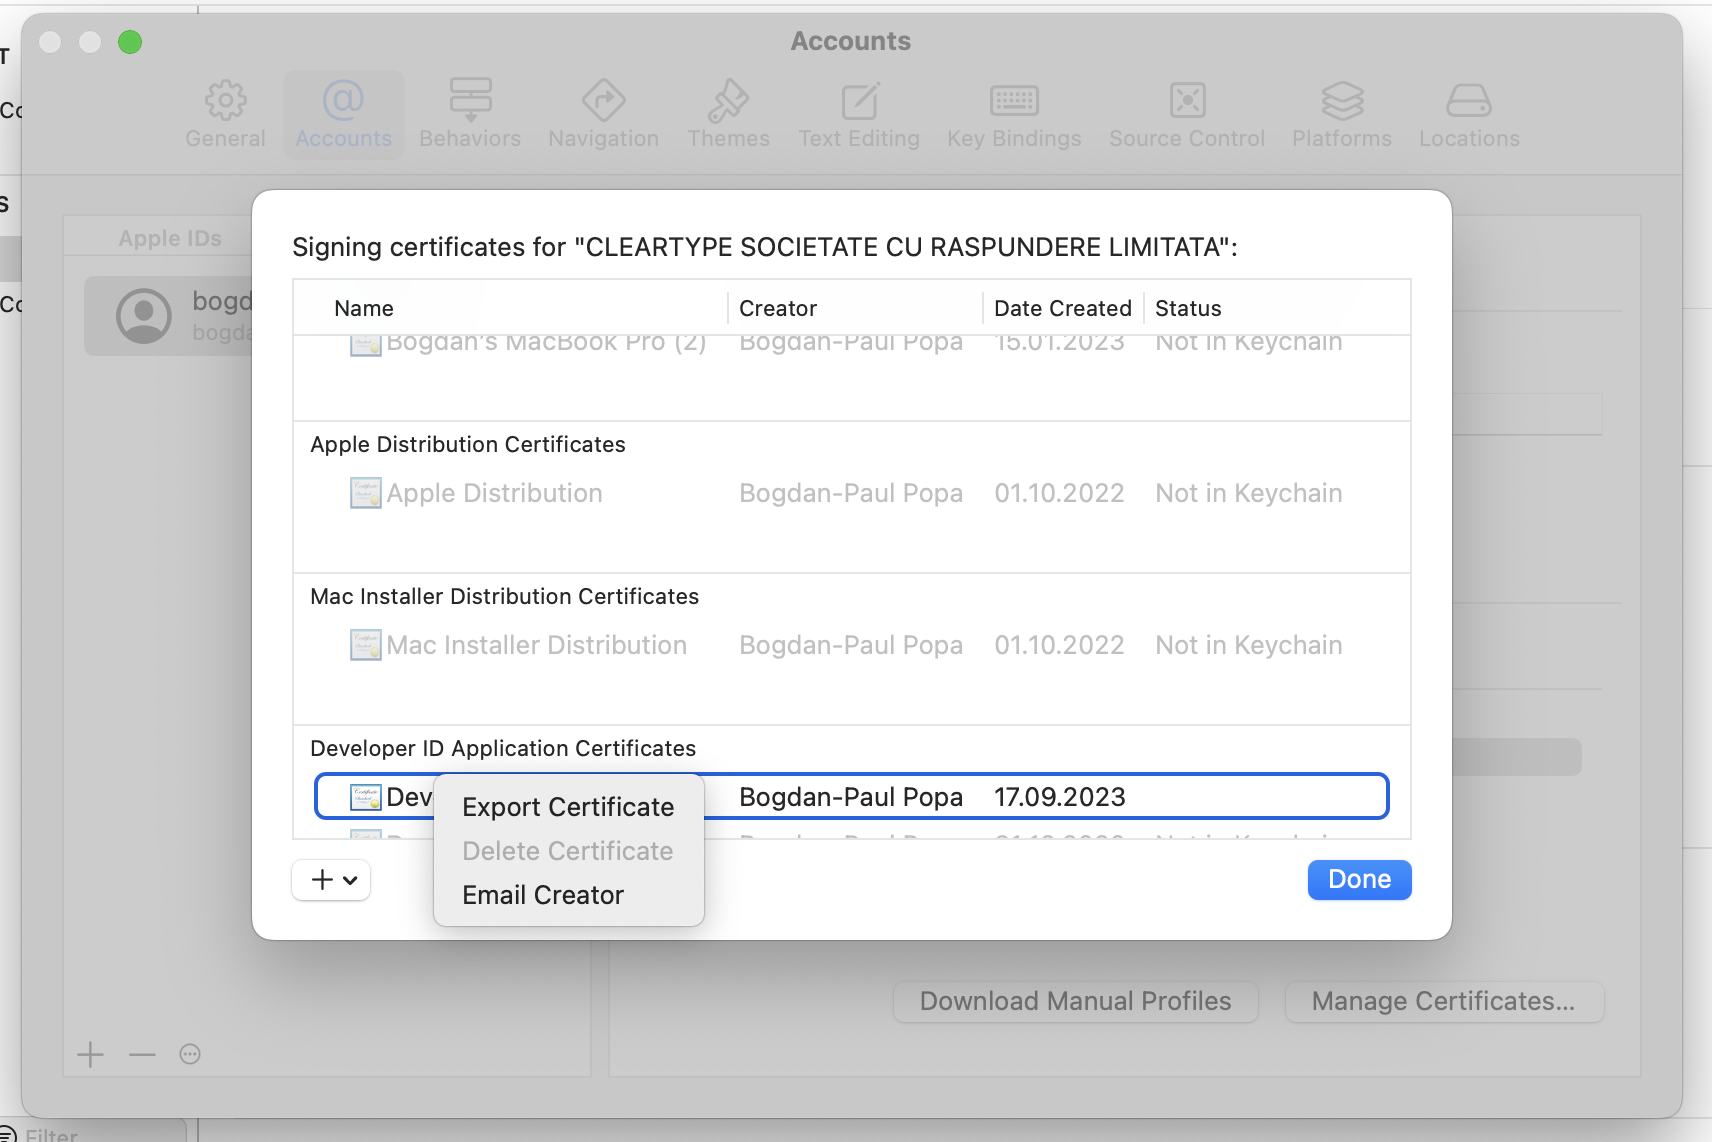 Accounts
General
Accounts
Behaviors
Navigation
Themes
Text Editing
Key Bindings
Source Control
Platforms
Locations
Apple IDs
Signing certificates for "CLEARTYPE SOCIETATE CU RASPUNDERE LIMITATA":
Name Creator Date Created Status
Bogdan's MacBook Pro (2) Bogdan-Paul Popa 15.01.2023 Not in Keychain
Apple Distribution Certificates
Apple Distribution Bogdan-Paul Popa 01.10.2022 Not in Keychain
Mac Installer Distribution Certificates
Mac Installer Distribution Bogdan-Paul Popa 01.10.2022 Not in Keychain
Developer ID Application Certificates
Dev Bogdan-Paul Popa 17.09.2023
Export Certificate
Delete Certificate
Email Creator
Done
Download Manual Profiles
Manage Certificates...
Filter